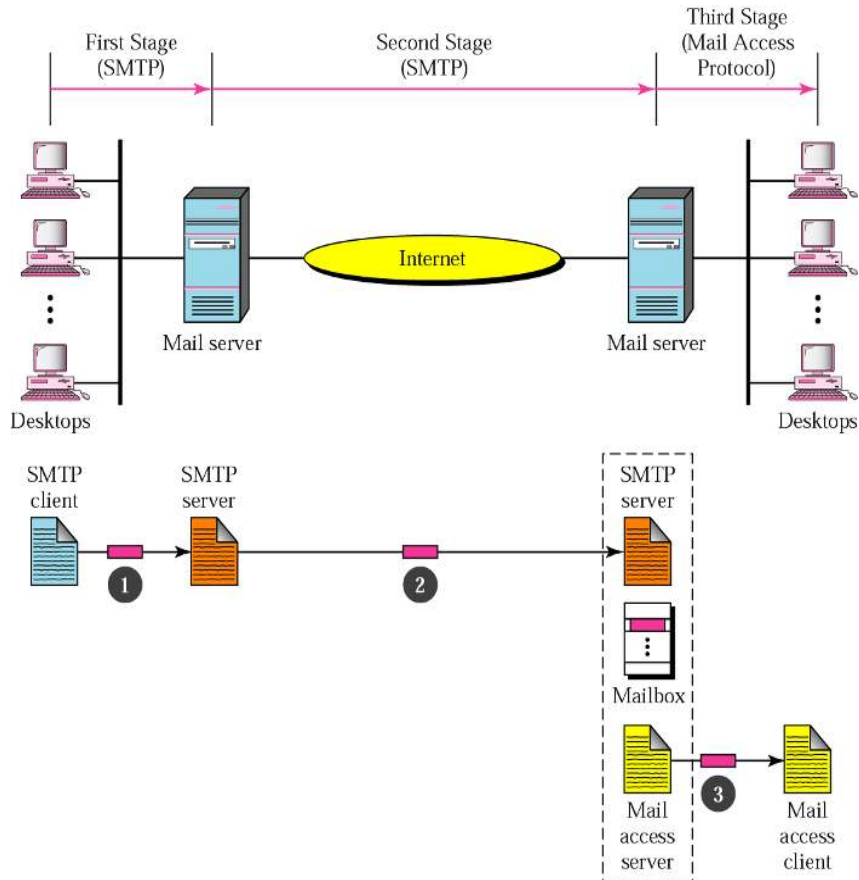 First Stage
(SMTP)
Second Stage
(SMTP)
Third Stage
(Mail Access
Protocol)
Internet
Mail server
Mail server
Desktops
Desktops
SMTP
client
SMTP
server
SMTP
server
1
2
Mailbox
3
Mail
access
server
Mail
access
client